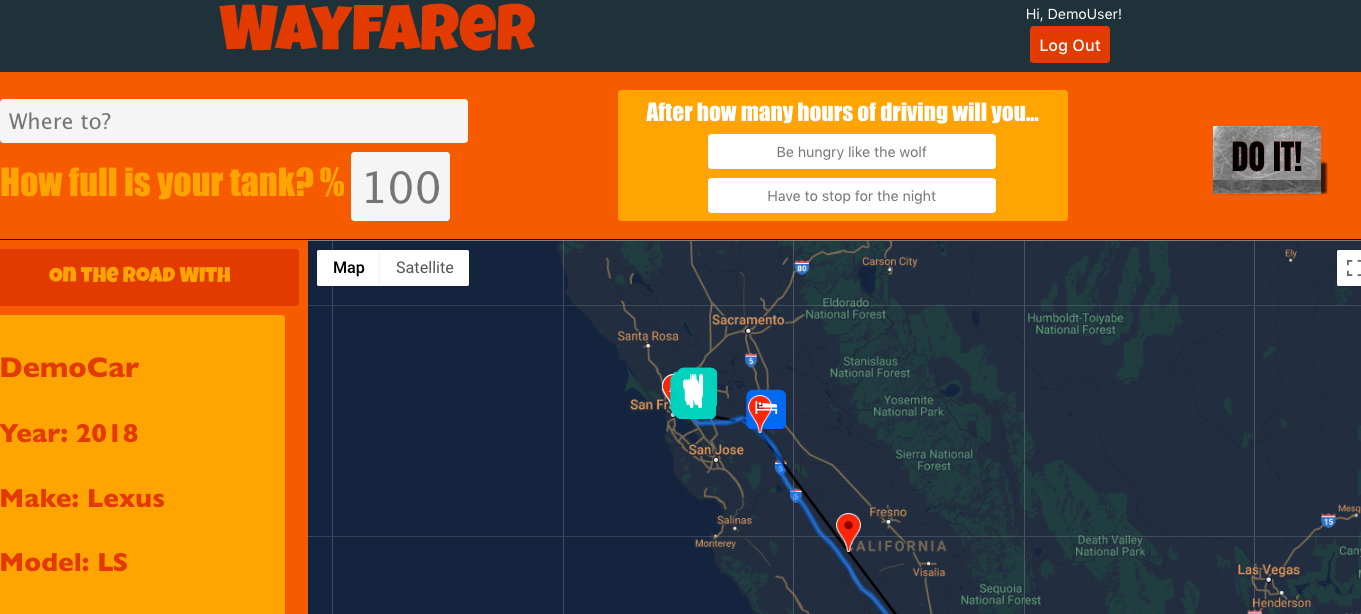 WAYFARER
Hi, DemoUser!
Log Out
Where to?
How full is your tank? %
100
After how many hours of driving will you...
Be hungry like the wolf
Have to stop for the night
DO IT!
ON THE ROAD WITH
DemoCar
Year: 2018
Make: Lexus
Model: LS
Map
Satellite
80
Carson City
Ely
Eldorado
National Forest
Humboldt-Toiyabe
National Forest
Sacramento
Santa Rosa
5
Stanislaus
National Forest
San Fr
Yosemite
National Park
San Jose
Sierra National
Forest
5
5
Fresno
Salinas
Monterey
CALIFORNIA
Death Valley
National Park
15
Mesq
Visalia
Las Vegas
Henderson
Sequoia
National Forest